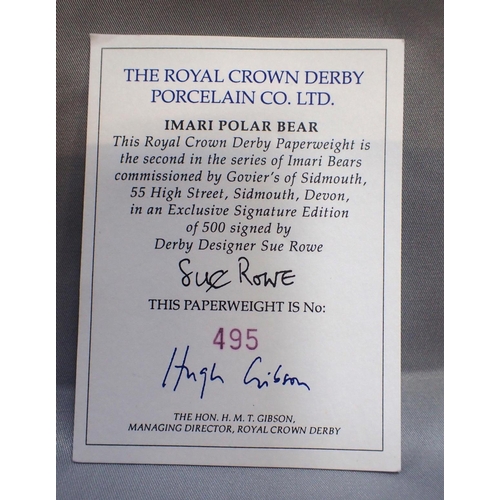 THE ROYAL CROWN DERBY
PORCELAIN CO. LTD.
IMARI POLAR BEAR
This Royal Crown Derby Paperweight is
the second in the series of Imari Bears
commissioned by Govier's of Sidmouth,
55 High Street, Sidmouth, Devon,
in an Exclusive Signature Edition
of 500 signed by
Derby Designer Sue Rowe
Sue Rowe
THIS PAPERWEIGHT IS No:
495
Hugh Gibson
THE HON. H. M. T. GIBSON,
MANAGING DIRECTOR, ROYAL CROWN DERBY